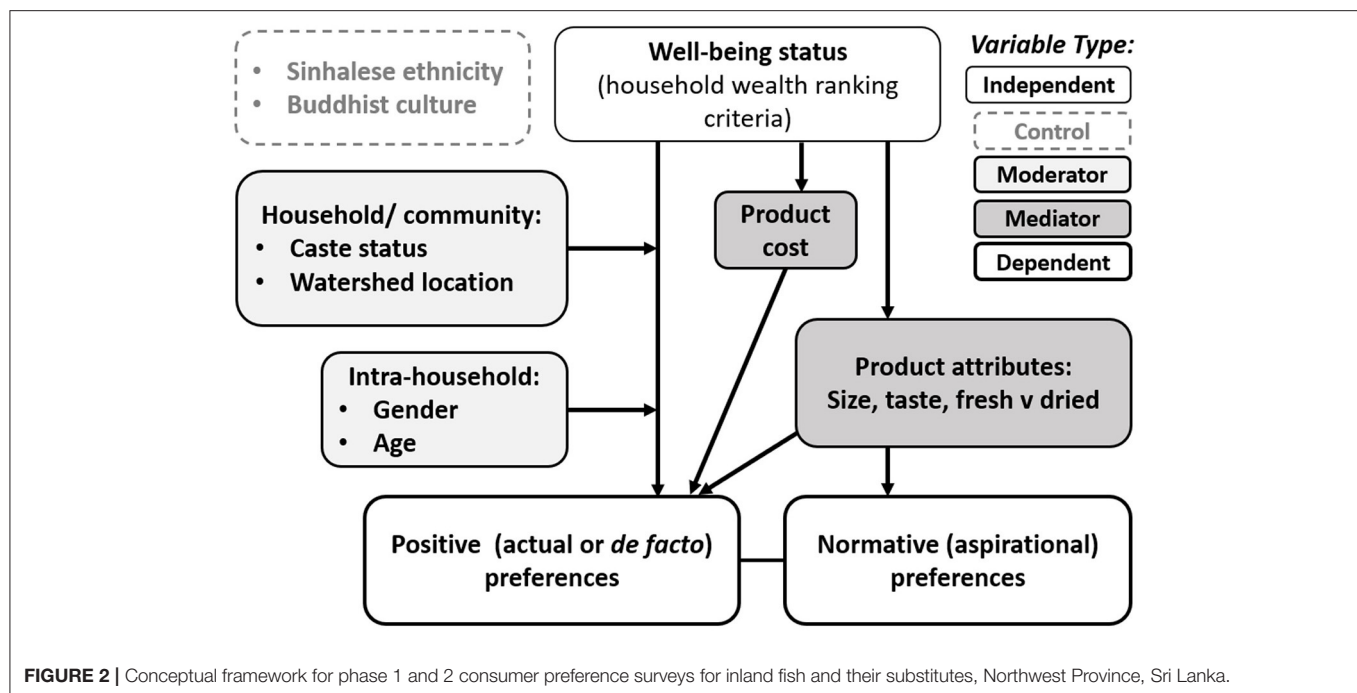 • Sinhalese ethnicity
• Buddhist culture
Well-being status
(household wealth ranking
criteria)
Variable Type:
Independent
Control
Moderator
Mediator
Dependent
Household/ community:
• Caste status
• Watershed location
Product
cost
Intra-household:
• Gender
• Age
Product attributes:
Size, taste, fresh v dried
Positive (actual or de facto)
preferences
Normative (aspirational)
preferences
FIGURE 2 | Conceptual framework for phase 1 and 2 consumer preference surveys for inland fish and their substitutes, Northwest Province, Sri Lanka.